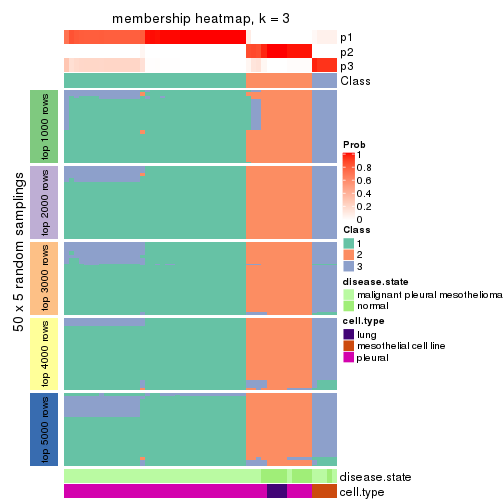 membership heatmap, k = 3
p1
p2
p3
Class
50 x 5 random samplings
top 1000 rows
top 2000 rows
top 3000 rows
top 4000 rows
top 5000 rows
Prob
1
0.8
0.6
0.4
0.2
0
Class
1
2
3
disease.state
malignant pleural mesothelioma
normal
cell.type
lung
mesothelial cell line
pleural
disease.state
cell.type